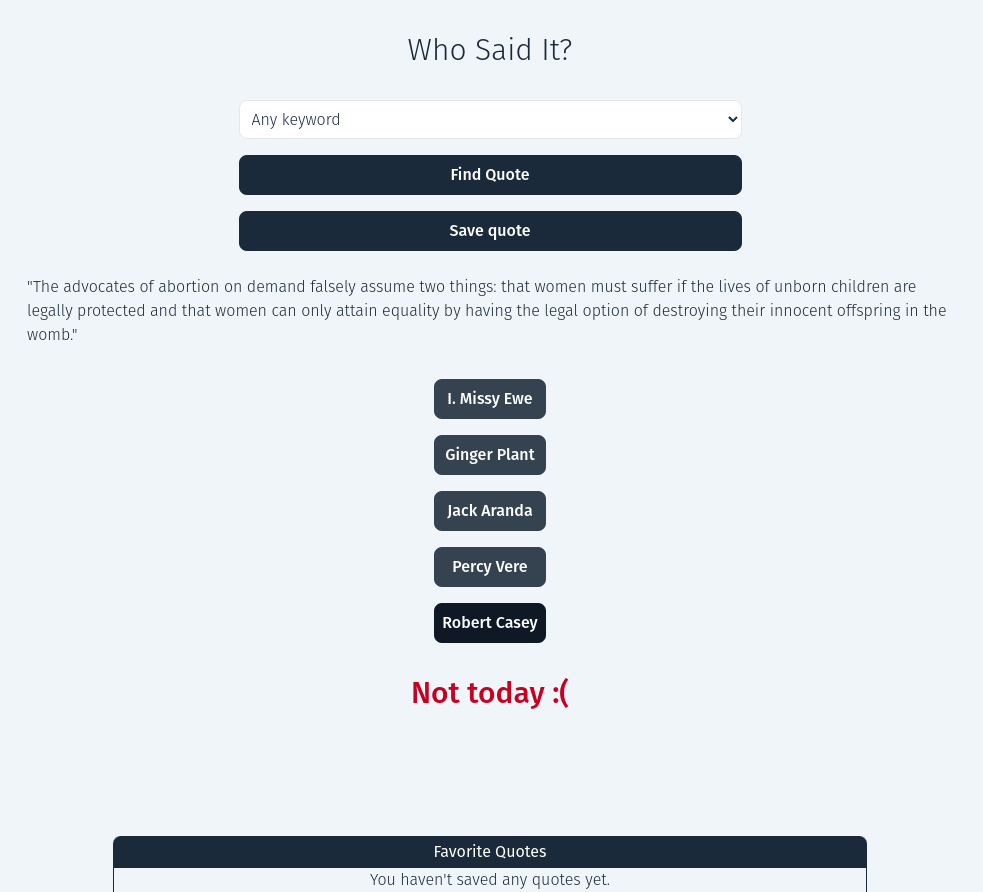 Who Said It?
Any keyword
Find Quote
Save quote
"The advocates of abortion on demand falsely assume two things: that women must suffer if the lives of unborn children are
legally protected and that women can only attain equality by having the legal option of destroying their innocent offspring in the
womb."
I. Missy Ewe
Ginger Plant
Jack Aranda
Percy Vere
Robert Casey
Not today :(
Favorite Quotes
You haven't saved any quotes yet.